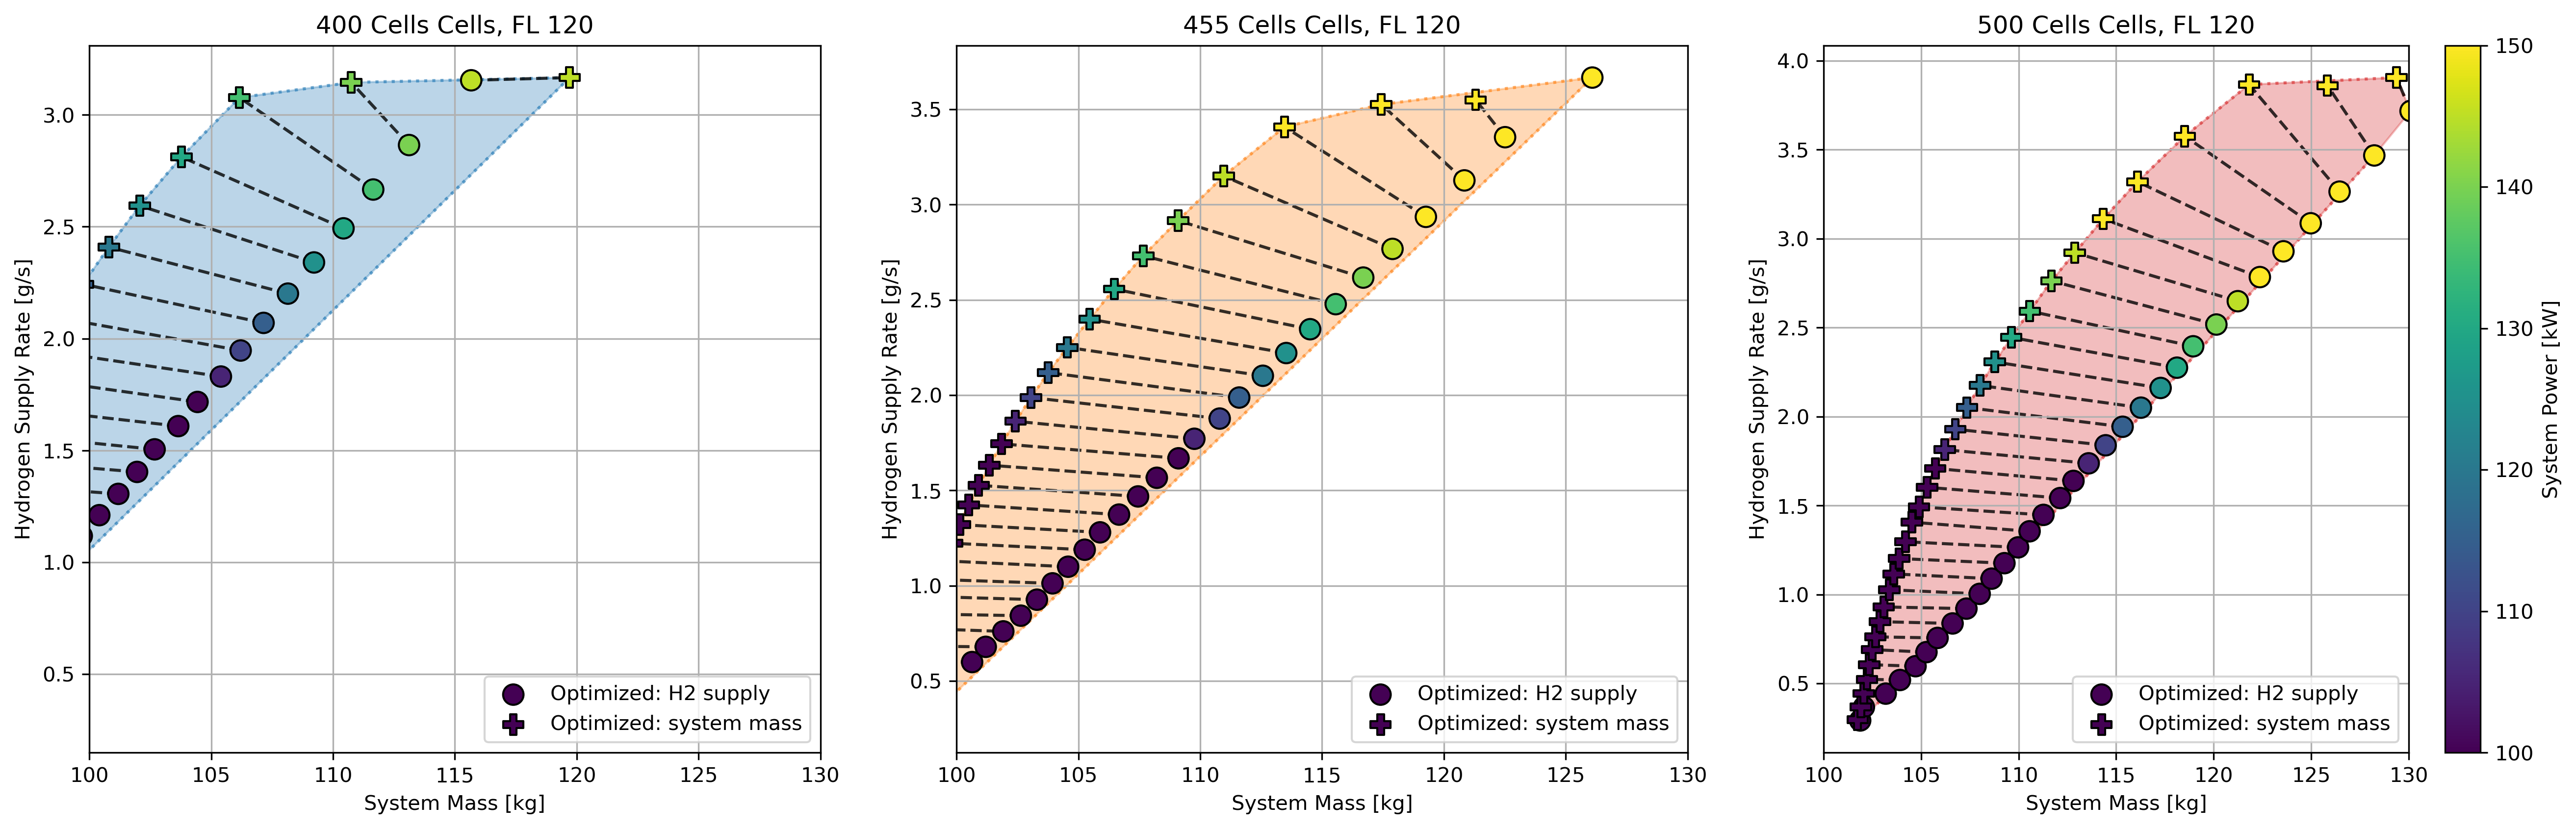 400 Cells Cells, FL 120
Hydrogen Supply Rate [g/s]
3.0
2.5
2.0
1.5
1.0
0.5
100 105 110 115 120 125 130
System Mass [kg]
Optimized: H2 supply
Optimized: system mass
455 Cells Cells, FL 120
Hydrogen Supply Rate [g/s]
3.5
3.0
2.5
2.0
1.5
1.0
0.5
100 105 110 115 120 125 130
System Mass [kg]
Optimized: H2 supply
Optimized: system mass
500 Cells Cells, FL 120
Hydrogen Supply Rate [g/s]
4.0
3.5
3.0
2.5
2.0
1.5
1.0
0.5
100 105 110 115 120 125 130
System Mass [kg]
Optimized: H2 supply
Optimized: system mass
150
140
130
120
110
100
System Power [kW]